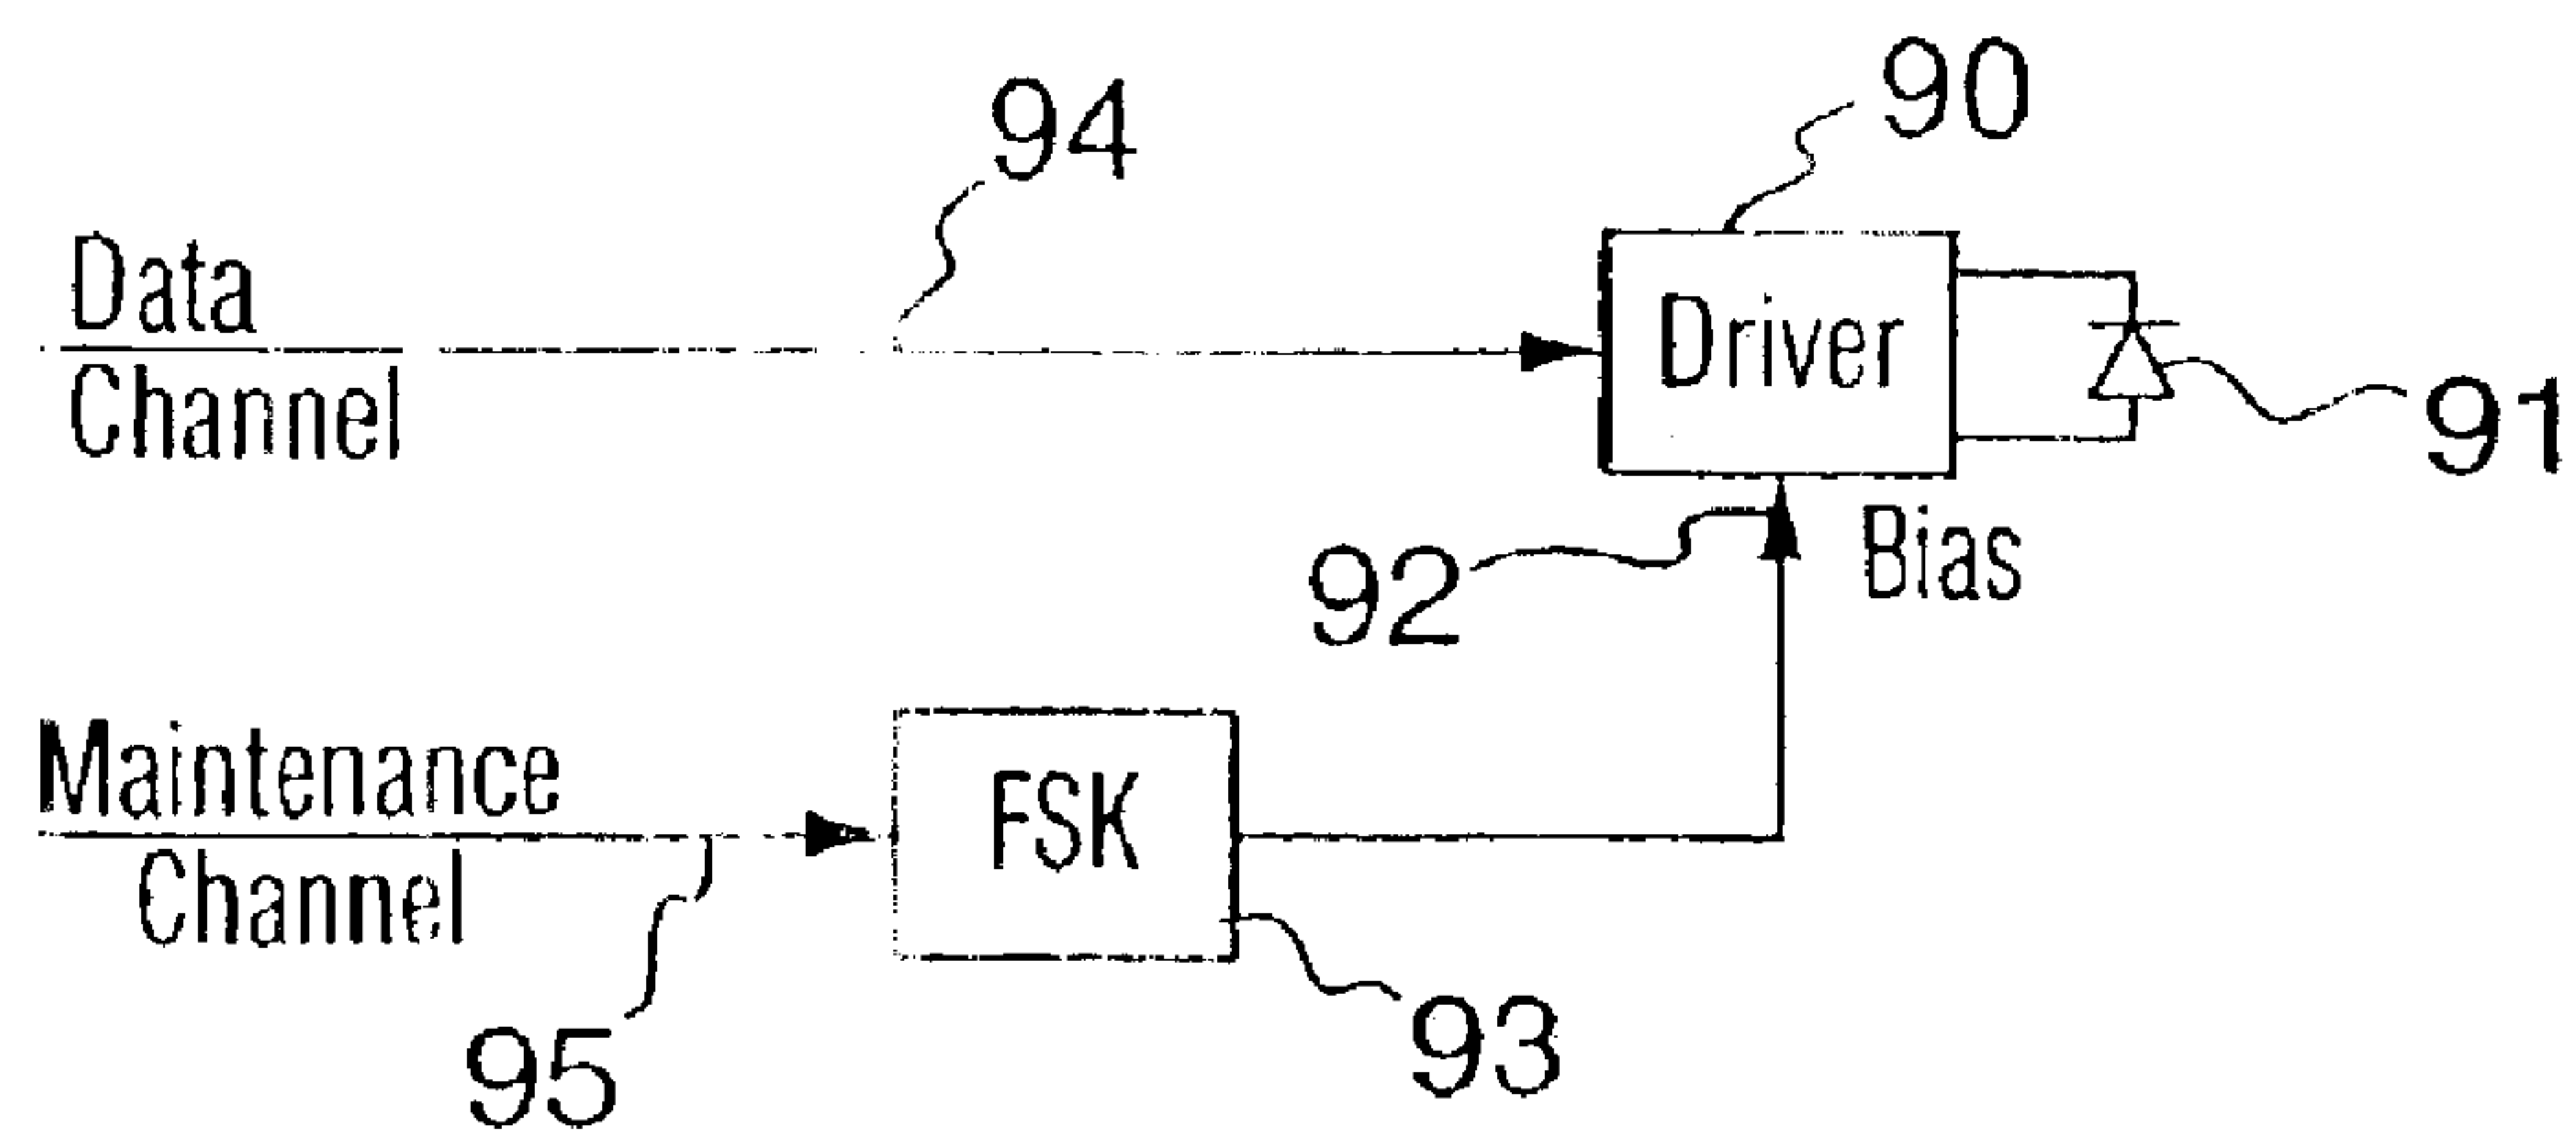 90
94
Data
Channel
Driver
91
92
Bias
Maintenance
Channel
FSK
93
95